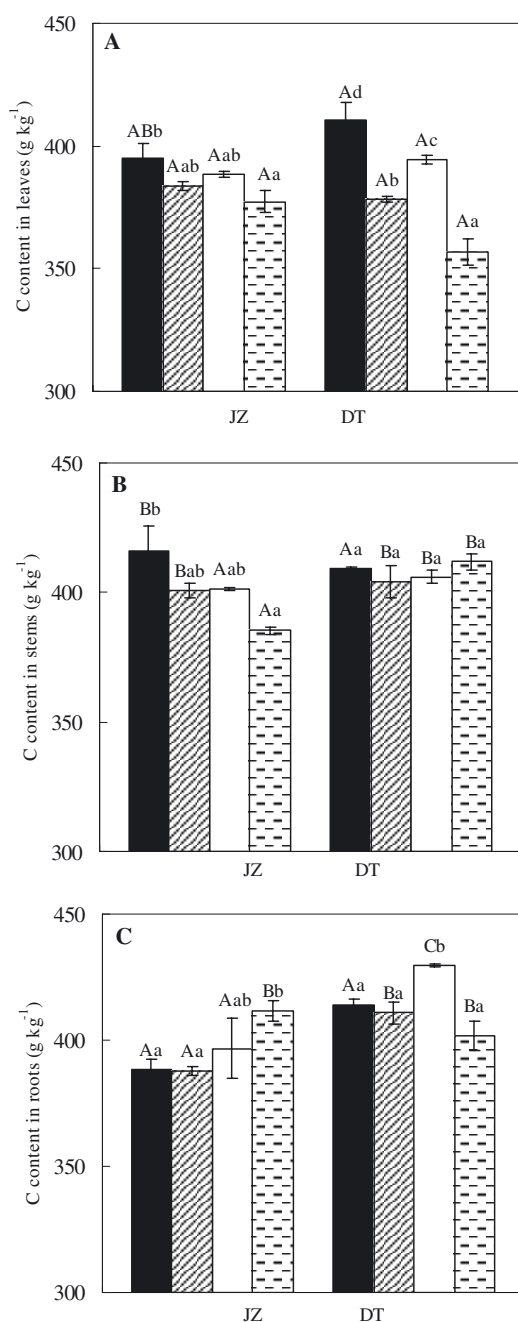 450
A
Ad
ABb
Ac
400
Aab
Aab
Aa
Ab
Aa
350
300
C content in leaves (g kg⁻¹)
JZ DT
450
B
Bb
Bab
Aab
Aa
Aa
Ba
Ba
Ba
400
350
300
C content in stems (g kg⁻¹)
JZ DT
450
C
Cb
Aa
Aa
Aab
Bb
Aa
Ba
Ba
400
350
300
C content in roots (g kg⁻¹)
JZ DT